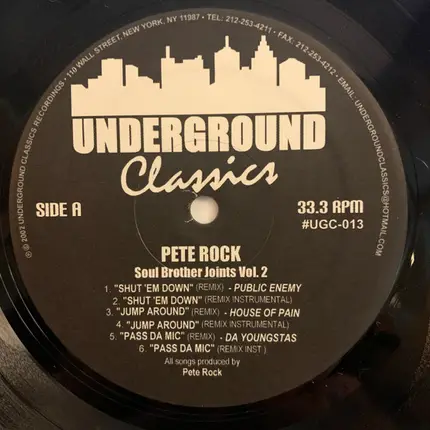 ℗ © 2002 UNDERGROUND CLASSICS RECORDINGS • 110 WALL STREET, NEW YORK, NY 11987 • TEL: 212-253-4211 • FAX: 212-253-4212 • EMAIL: UNDERGROUNDCLASSICS@HOTMAIL.COM
UNDERGROUND
Classics
SIDE A
33.3 RPM
#UGC-013
PETE ROCK
Soul Brother Joints Vol. 2
1. "SHUT 'EM DOWN" (REMIX) - PUBLIC ENEMY
2. "SHUT 'EM DOWN" (REMIX INSTRUMENTAL)
3. "JUMP AROUND" (REMIX) - HOUSE OF PAIN
4. "JUMP AROUND" (REMIX INSTRUMENTAL)
5. "PASS DA MIC" (REMIX) - DA YOUNGSTAS
6. "PASS DA MIC" (REMIX INST.)
All songs produced by
Pete Rock